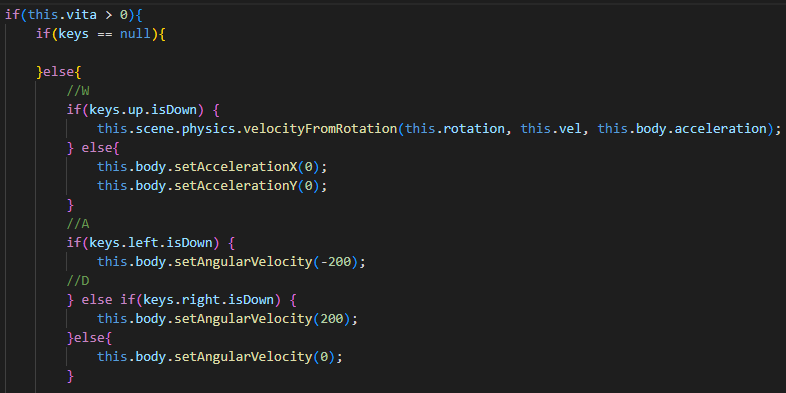 if(this.vita > 0){
    if(keys == null){

    }else{
        //W
        if(keys.up.isDown) {
            this.scene.physics.velocityFromRotation(this.rotation, this.vel, this.body.acceleration);
        } else{
            this.body.setAccelerationX(0);
            this.body.setAccelerationY(0);
        }
        //A
        if(keys.left.isDown) {
            this.body.setAngularVelocity(-200);
        //D
        } else if(keys.right.isDown) {
            this.body.setAngularVelocity(200);
        }else{
            this.body.setAngularVelocity(0);
        }